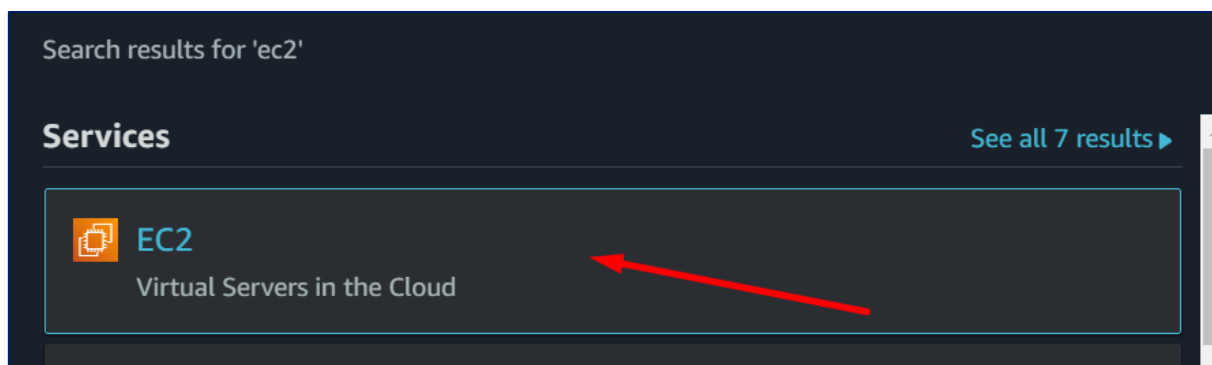 Search results for 'ec2'
Services
See all 7 results
EC2
Virtual Servers in the Cloud